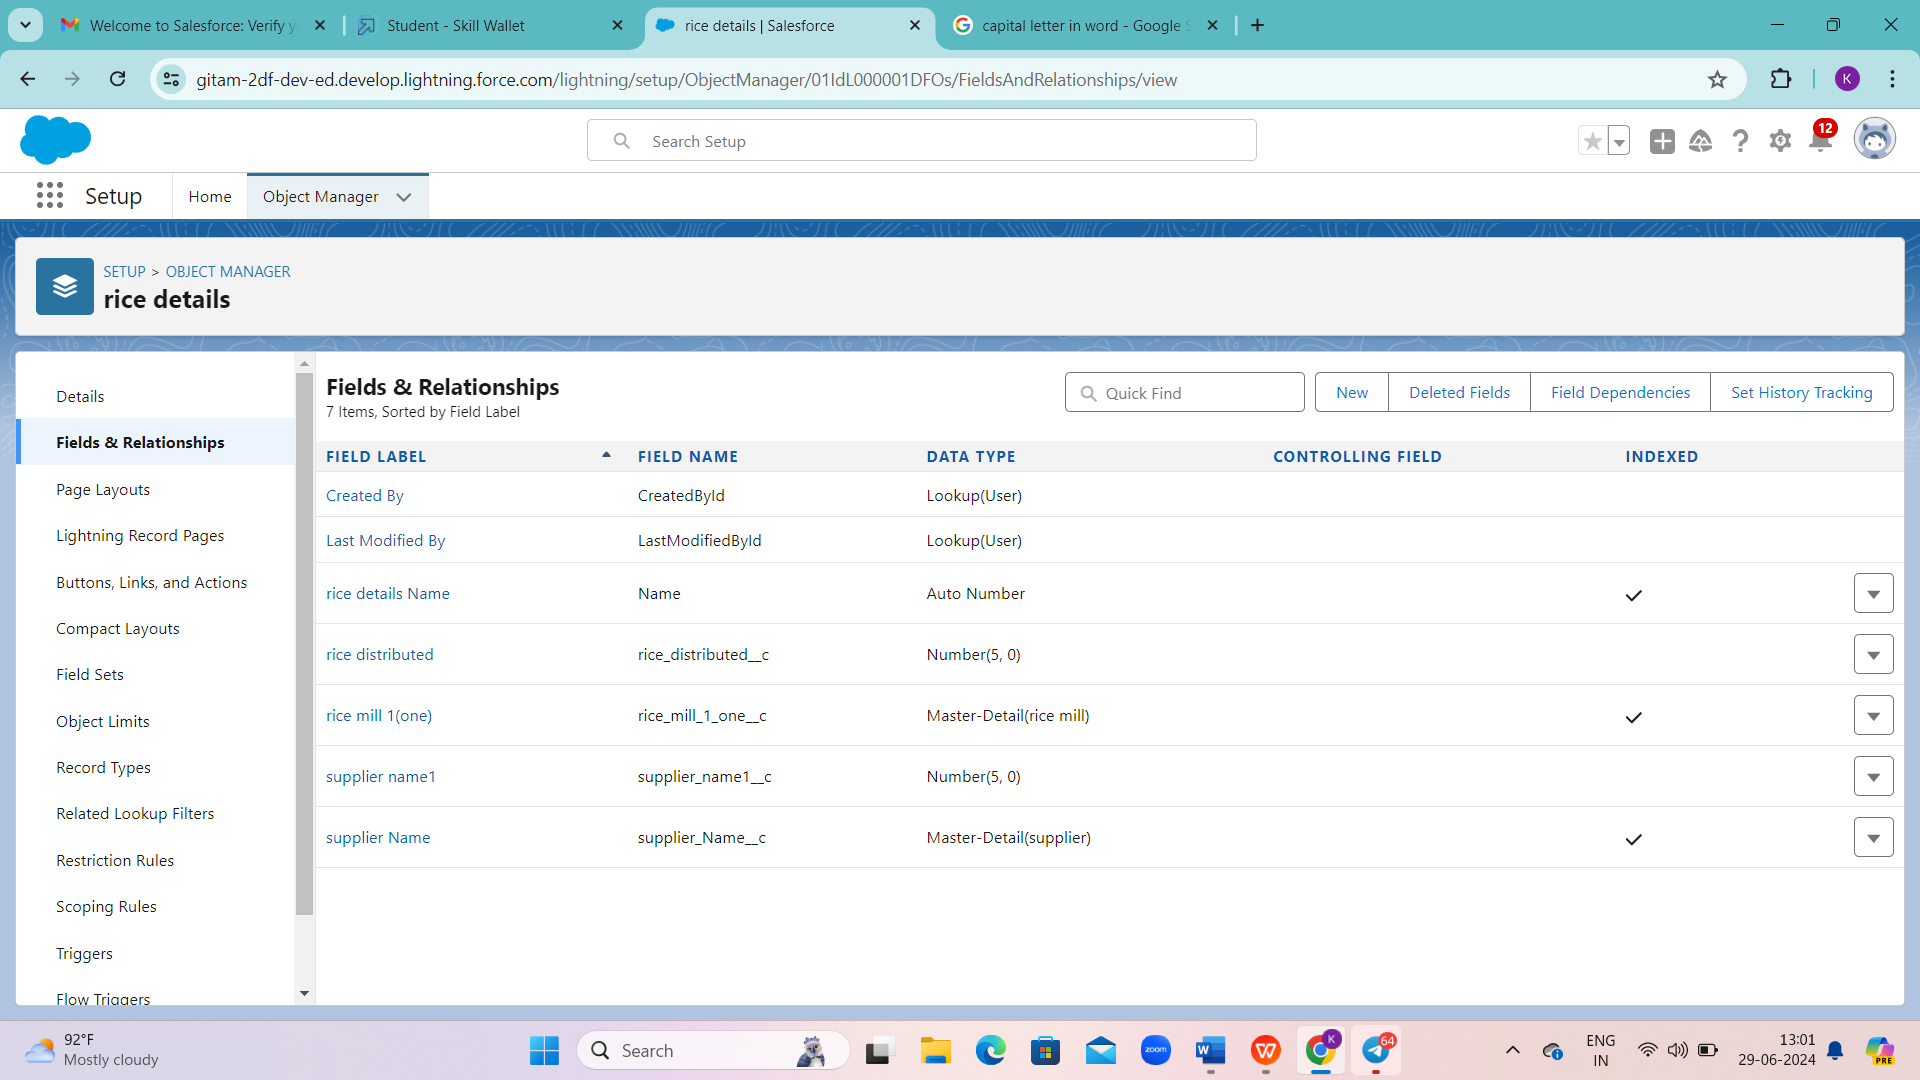 Welcome to Salesforce: Verify y
Student - Skill Wallet
rice details | Salesforce
capital letter in word - Google S
gitam-2df-dev-ed.develop.lightning.force.com/lightning/setup/ObjectManager/01IdL000001DFOs/FieldsAndRelationships/view
K
Search Setup
12
Setup
Home
Object Manager
SETUP > OBJECT MANAGER
rice details
Details
Fields & Relationships
Page Layouts
Lightning Record Pages
Buttons, Links, and Actions
Compact Layouts
Field Sets
Object Limits
Record Types
Related Lookup Filters
Restriction Rules
Scoping Rules
Triggers
Flow Triggers
Fields & Relationships
7 Items, Sorted by Field Label
Quick Find
New
Deleted Fields
Field Dependencies
Set History Tracking
FIELD LABEL FIELD NAME DATA TYPE CONTROLLING FIELD INDEXED
Created By CreatedById Lookup(User)
Last Modified By LastModifiedById Lookup(User)
rice details Name Name Auto Number
rice distributed rice_distributed__c Number(5, 0)
rice mill 1(one) rice_mill_1_one__c Master-Detail(rice mill)
supplier name1 supplier_name1__c Number(5, 0)
supplier Name supplier_Name__c Master-Detail(supplier)
92°F
Mostly cloudy
Search
zoom
W
W
K
64
ENG
IN
13:01
29-06-2024
PRE